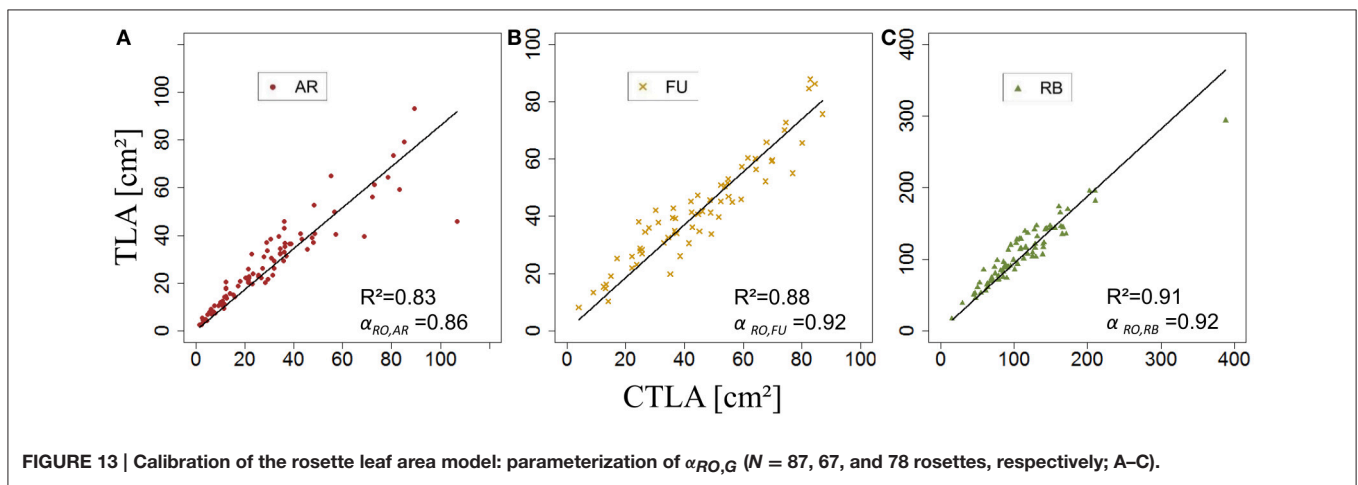 A
B
C
TLA [cm²]
100
80
60
40
20
0
AR
R²=0.83
α RO,AR =0.86
0 20 40 60 80 100
100
80
60
40
20
0
FU
R²=0.88
α RO,FU =0.92
0 20 40 60 80 100
400
300
200
100
0
RB
R²=0.91
α RO,RB =0.92
0 100 200 300 400
CTLA [cm²]
FIGURE 13 | Calibration of the rosette leaf area model: parameterization of αRO,G (N = 87, 67, and 78 rosettes, respectively; A–C).